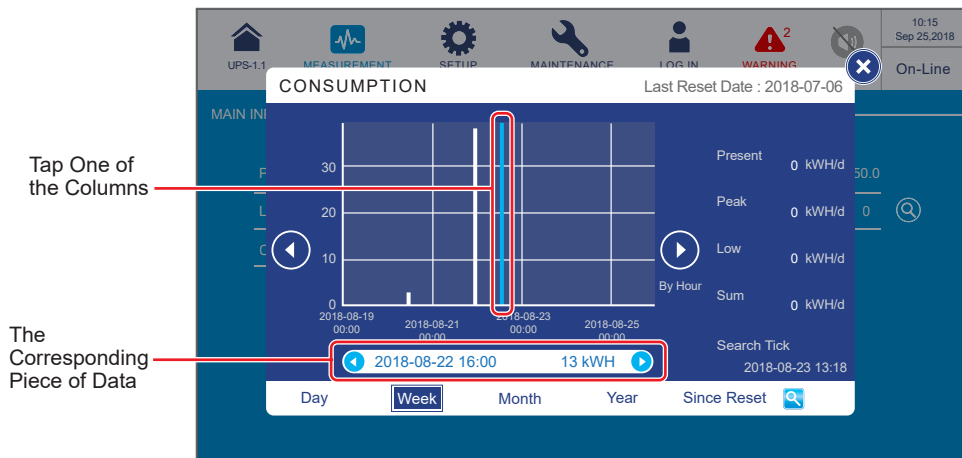 10:15
Sep 25,2018
2
UPS-1.1
MEASUREMENT
SETUP
MAINTENANCE
LOG IN
WARNING
On-Line
CONSUMPTION
Last Reset Date : 2018-07-06
MAIN IN
Tap One of
the Columns
30
20
10
0
Present
0 kWH/d
50.0
Peak
0 kWH/d
0
L
Low
0 kWH/d
By Hour
Sum
0 kWH/d
2018-08-19
00:00
2018-08-21
00:00
2018-08-23
00:00
2018-08-25
00:00
The
Corresponding
Piece of Data
2018-08-22 16:00
13 kWH
Search Tick
2018-08-23 13:18
Day
Week
Month
Year
Since Reset